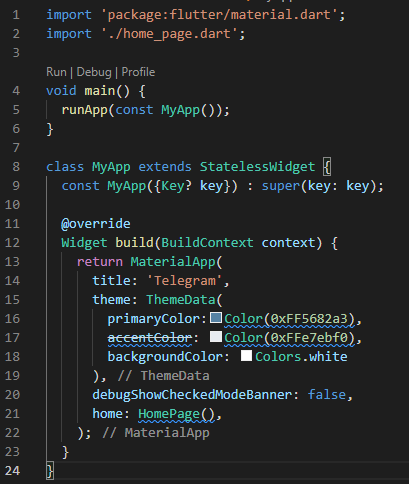 1 import 'package:flutter/Material.dart';
2 import './home_page.dart';
3
Run | Debug | Profile
4 void main() {
5   runApp(const MyApp());
6 }
7
8 class MyApp extends StatelessWidget {
9   const MyApp({Key? key}) : super(key: key);
10
11   @override
12   Widget build(BuildContext context) {
13     return MaterialApp(
14       title: 'Telegram',
15       theme: ThemeData(
16         primaryColor: Color(0xFF5682a3),
17         accentColor: Color(0xFFe7ebf0),
18         backgroundColor: Colors.white
19       ), // ThemeData
20       debugShowCheckedModeBanner: false,
21       home: HomePage(),
22     ); // MaterialApp
23   }
24 }